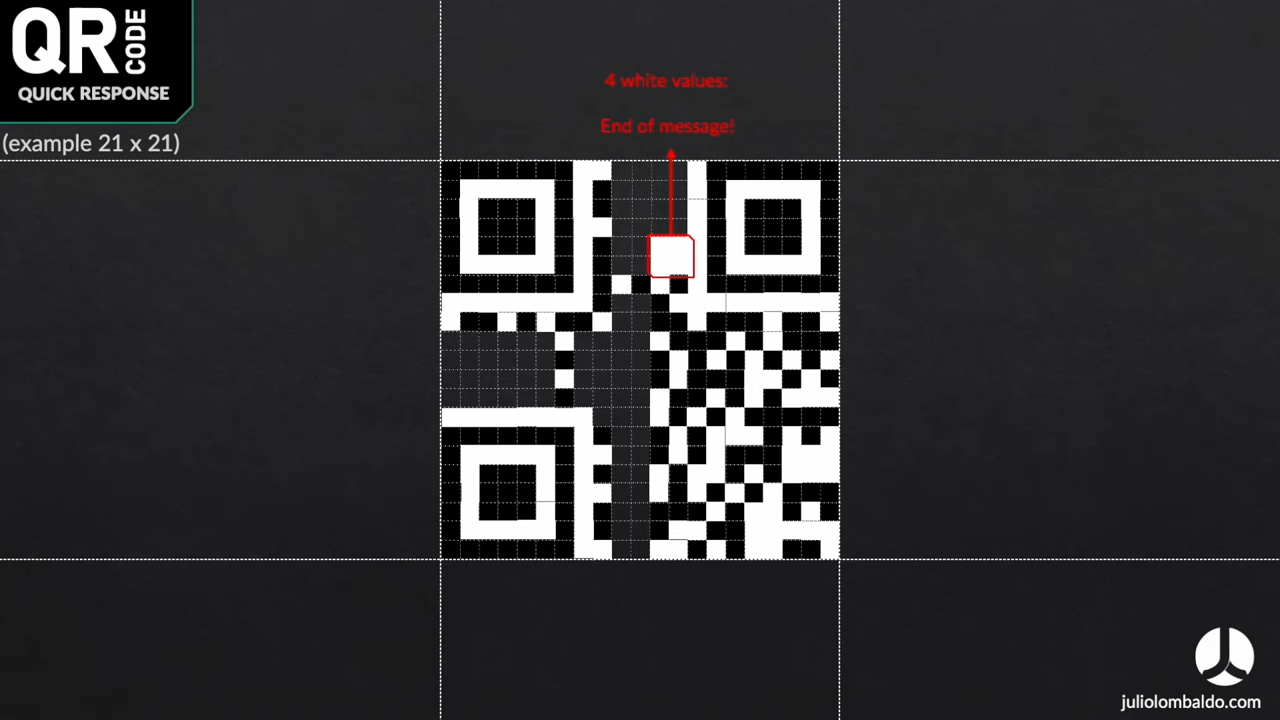 QR CODE
QUICK RESPONSE
(example 21 x 21)
4 white values:
End of message!
juliolombaldo.com